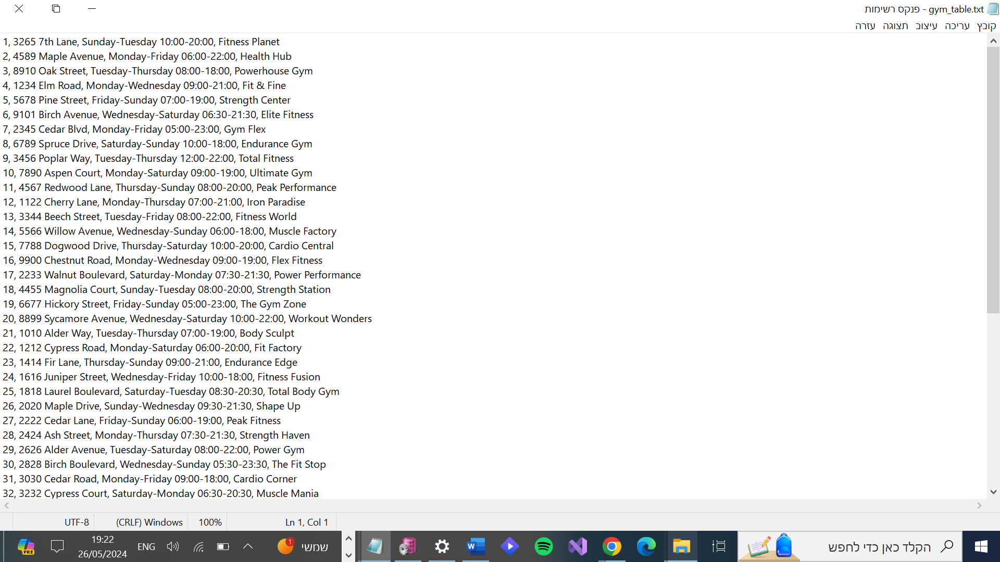 gym_table.txt - פנקס רשימות
קובץ עריכה עיצוב תצוגה עזרה
1, 3265 7th Lane, Sunday-Tuesday 10:00-20:00, Fitness Planet
2, 4589 Maple Avenue, Monday-Friday 06:00-22:00, Health Hub
3, 8910 Oak Street, Tuesday-Thursday 08:00-18:00, Powerhouse Gym
4, 1234 Elm Road, Monday-Wednesday 09:00-21:00, Fit & Fine
5, 5678 Pine Street, Friday-Sunday 07:00-19:00, Strength Center
6, 9101 Birch Avenue, Wednesday-Saturday 06:30-21:30, Elite Fitness
7, 2345 Cedar Blvd, Monday-Friday 05:00-23:00, Gym Flex
8, 6789 Spruce Drive, Saturday-Sunday 10:00-18:00, Endurance Gym
9, 3456 Poplar Way, Tuesday-Thursday 12:00-22:00, Total Fitness
10, 7890 Aspen Court, Monday-Saturday 09:00-19:00, Ultimate Gym
11, 4567 Redwood Lane, Thursday-Sunday 08:00-20:00, Peak Performance
12, 1122 Cherry Lane, Monday-Thursday 07:00-21:00, Iron Paradise
13, 3344 Beech Street, Tuesday-Friday 08:00-22:00, Fitness World
14, 5566 Willow Avenue, Wednesday-Sunday 06:00-18:00, Muscle Factory
15, 7788 Dogwood Drive, Thursday-Saturday 10:00-20:00, Cardio Central
16, 9900 Chestnut Road, Monday-Wednesday 09:00-19:00, Flex Fitness
17, 2233 Walnut Boulevard, Saturday-Monday 07:30-21:30, Power Performance
18, 4455 Magnolia Court, Sunday-Tuesday 08:00-20:00, Strength Station
19, 6677 Hickory Street, Friday-Sunday 05:00-23:00, The Gym Zone
20, 8899 Sycamore Avenue, Wednesday-Saturday 10:00-22:00, Workout Wonders
21, 1010 Alder Way, Tuesday-Thursday 07:00-19:00, Body Sculpt
22, 1212 Cypress Road, Monday-Saturday 06:00-20:00, Fit Factory
23, 1414 Fir Lane, Thursday-Sunday 09:00-21:00, Endurance Edge
24, 1616 Juniper Street, Wednesday-Friday 10:00-18:00, Fitness Fusion
25, 1818 Laurel Boulevard, Saturday-Tuesday 08:30-20:30, Total Body Gym
26, 2020 Maple Drive, Sunday-Wednesday 09:30-21:30, Shape Up
27, 2222 Cedar Lane, Friday-Sunday 06:00-19:00, Peak Fitness
28, 2424 Ash Street, Monday-Thursday 07:30-21:30, Strength Haven
29, 2626 Alder Avenue, Tuesday-Saturday 08:00-22:00, Power Gym
30, 2828 Birch Boulevard, Wednesday-Sunday 05:30-23:30, The Fit Stop
31, 3030 Cedar Road, Monday-Friday 09:00-18:00, Cardio Corner
32, 3232 Cypress Court, Saturday-Monday 06:30-20:30, Muscle Mania
UTF-8 (CRLF) Windows 100% Ln 1, Col 1
PRE
19:22
26/05/2024
ENG
1
שמשי
W
הקלד כאן כדי לחפש